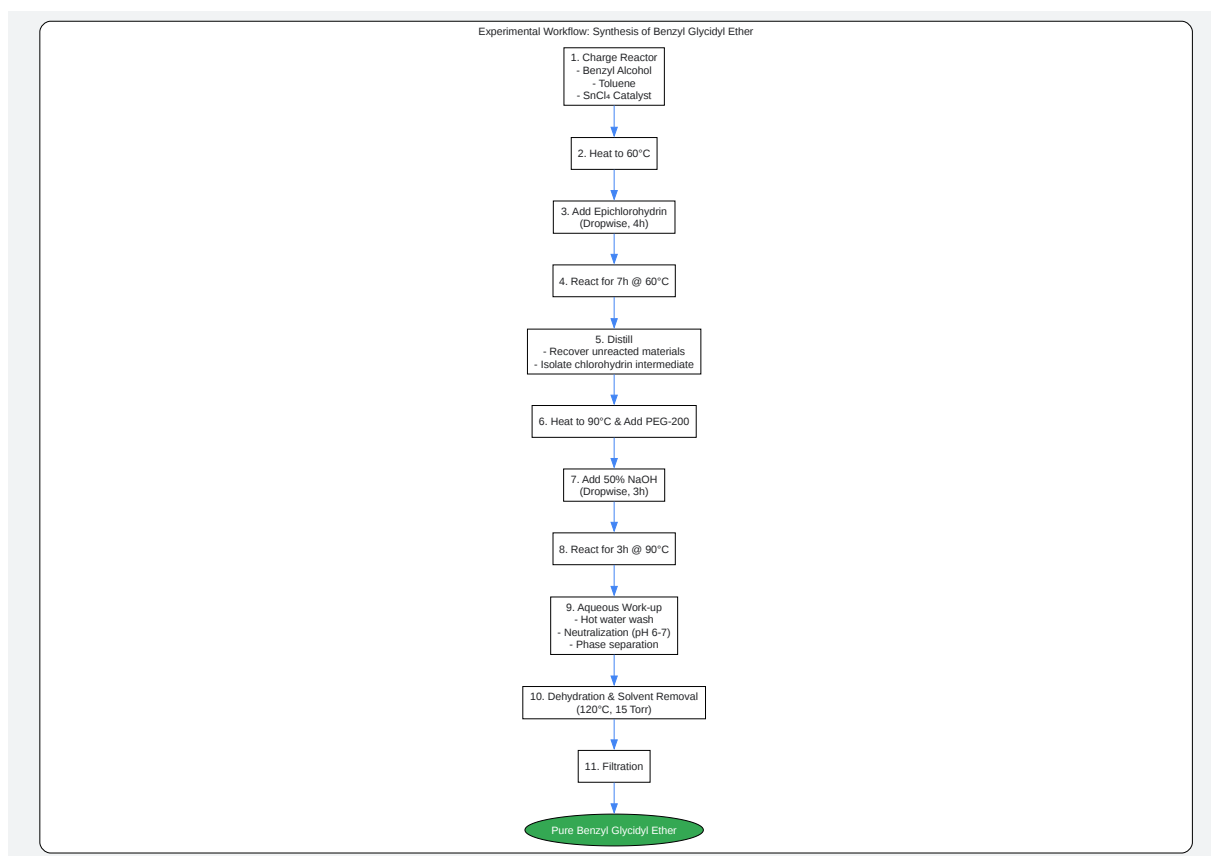 Experimental Workflow: Synthesis of Benzyl Glycidyl Ether
1. Charge Reactor
- Benzyl Alcohol
- Toluene
- SnCl₄ Catalyst
2. Heat to 60°C
3. Add Epichlorohydrin
(Dropwise, 4h)
4. React for 7h @ 60°C
5. Distill
- Recover unreacted materials
- Isolate chlorohydrin intermediate
6. Heat to 90°C & Add PEG-200
7. Add 50% NaOH
(Dropwise, 3h)
8. React for 3h @ 90°C
9. Aqueous Work-up
- Hot water wash
- Neutralization (pH 6-7)
- Phase separation
10. Dehydration & Solvent Removal
(120°C, 15 Torr)
11. Filtration
Pure Benzyl Glycidyl Ether